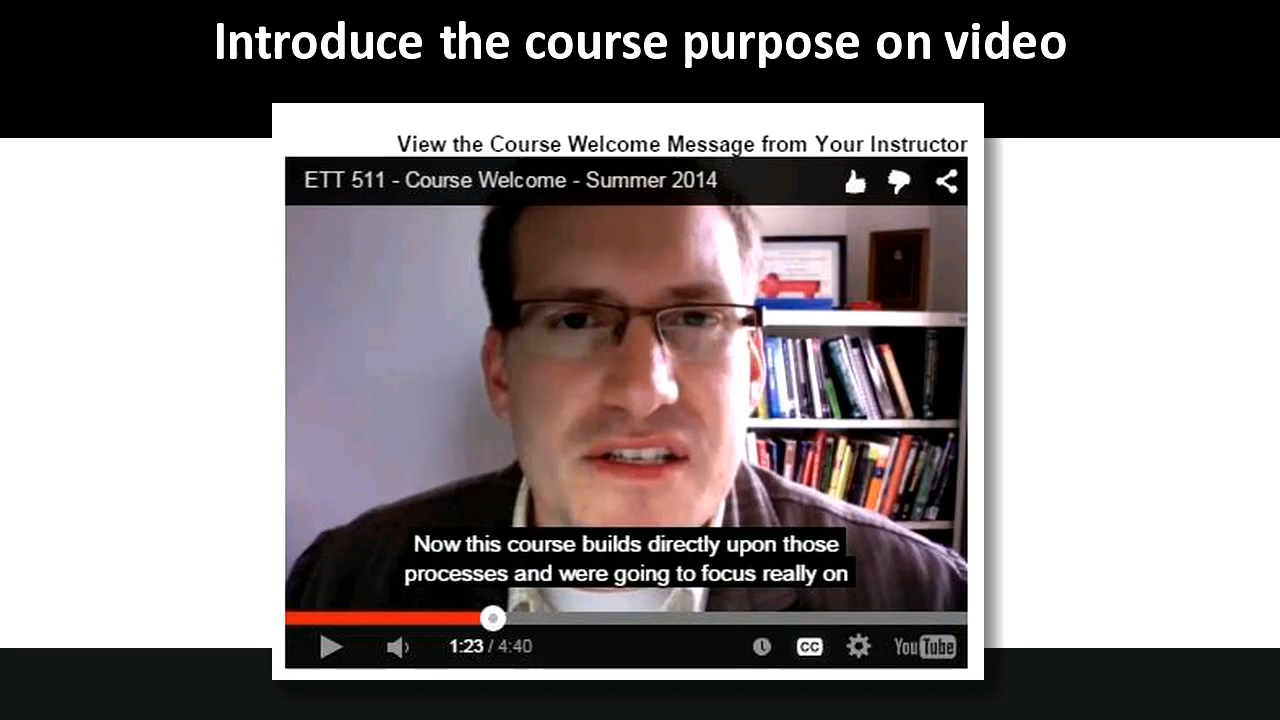 Introduce the course purpose on video
View the Course Welcome Message from Your Instructor
ETT 511 - Course Welcome - Summer 2014
Now this course builds directly upon those
processes and were going to focus really on
1:23 / 4:40
CC
YouTube